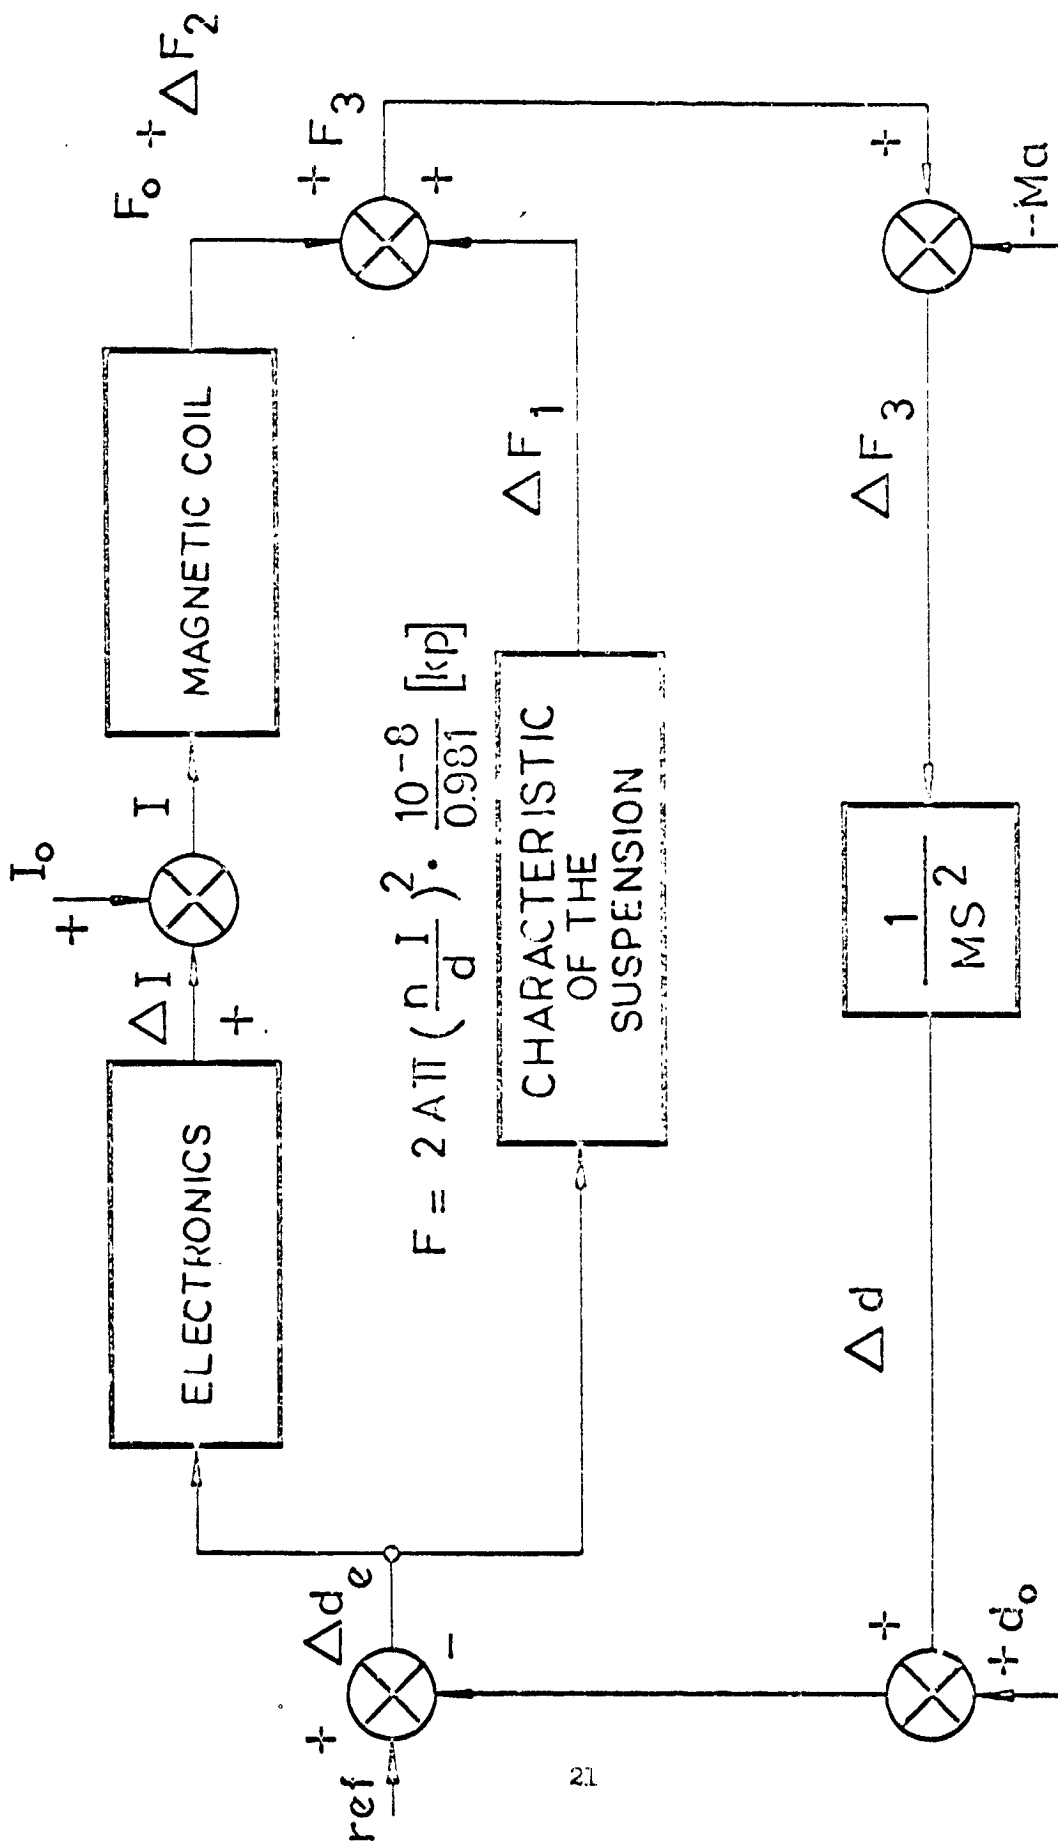 I₀
+
ELECTRONICS
ΔI
+
I
MAGNETIC COIL
F₀ + ΔF₂
ref
+
Δdₑ
−
F = 2 A π ( n I / d )² · 10⁻⁸ / 0.981 [kp]
+
F₃
+
CHARACTERISTIC
OF THE
SUSPENSION
ΔF₁
+
Δd
1
MS²
ΔF₃
+
+d₀
--Ma
21